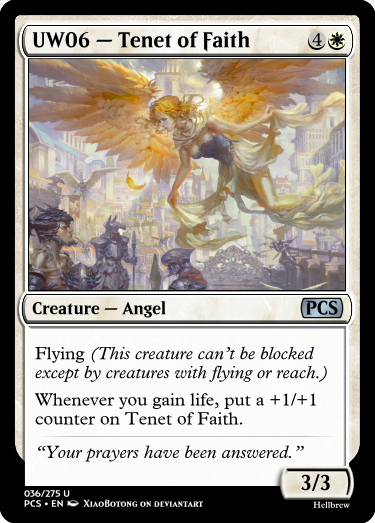 UW06 — Tenet of Faith 4
Creature — Angel PCS
Flying (This creature can't be blocked
except by creatures with flying or reach.)
Whenever you gain life, put a +1/+1
counter on Tenet of Faith.
“Your prayers have been answered.”
3/3
036/275 U
PCS • EN XiaoBotong on deviantart
Hellbrew